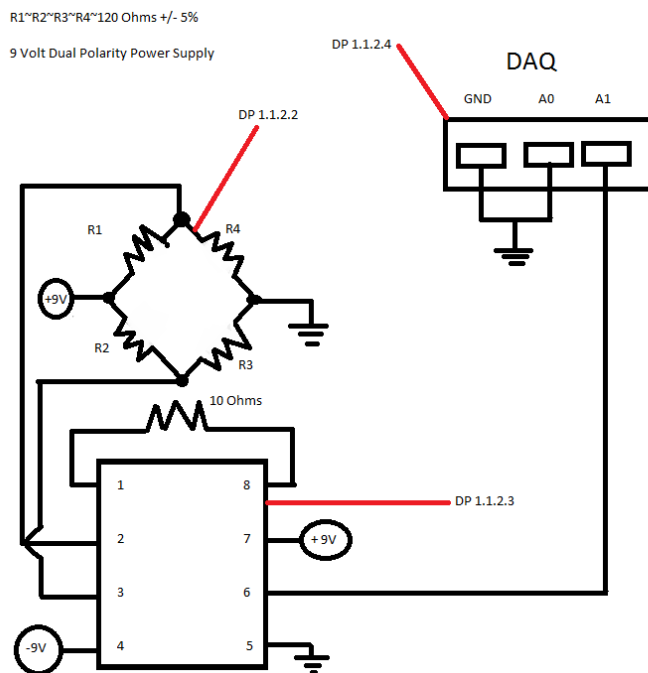 R1~R2~R3~R4~120 Ohms +/- 5%
9 Volt Dual Polarity Power Supply
DP 1.1.2.4
DAQ
GND A0 A1
DP 1.1.2.2
R1
R4
+9V
R2
R3
10 Ohms
1 8
DP 1.1.2.3
2 7
+ 9V
3 6
-9V
4 5